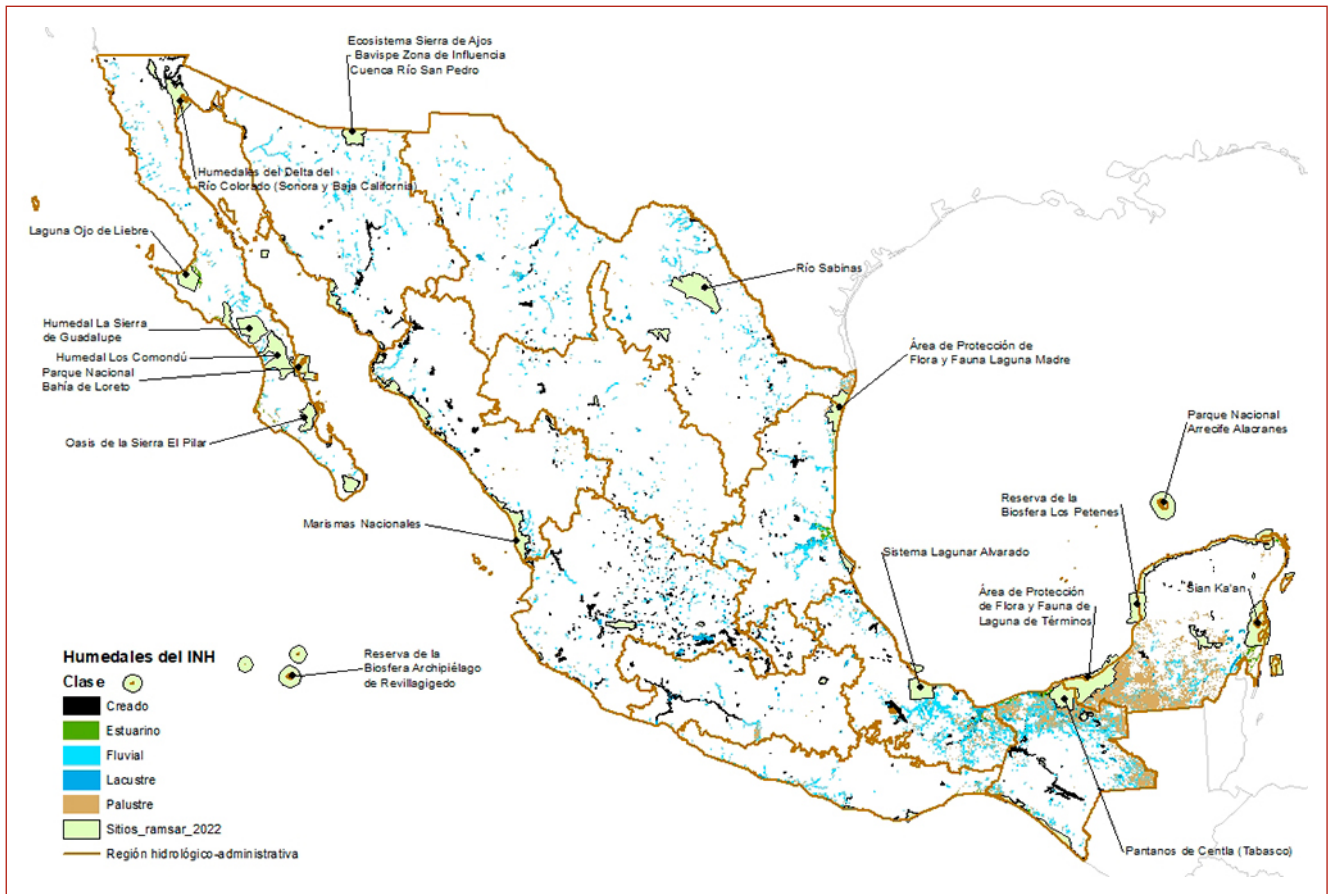 Ecosistema Sierra de Ajos
- Bavispe Zona de Influencia
Cuenca Río San Pedro
Humedales del Delta del
Río Colorado (Sonora y Baja California)
Laguna Ojo de Liebre
Río Sabinas
Humedal La Sierra
de Guadalupe
Humedal Los Comondú
Parque Nacional
Bahía de Loreto
Área de Protección de
Flora y Fauna Laguna Madre
Oasis de la Sierra El Pilar
Parque Nacional
Arrecife Alacranes
Reserva de la
Biosfera Los Petenes
Marismas Nacionales
Sistema Lagunar Alvarado
Área de Protección
de Flora y Fauna de
Laguna de Términos
Sian Ka'an
Reserva de la
Biosfera Archipiélago
de Revillagigedo
Pantanos de Centla (Tabasco)
Humedales del INH
Clase
Creado
Estuarino
Fluvial
Lacustre
Palustre
Sitios_ramsar_2022
Región hidrológico-administrativa